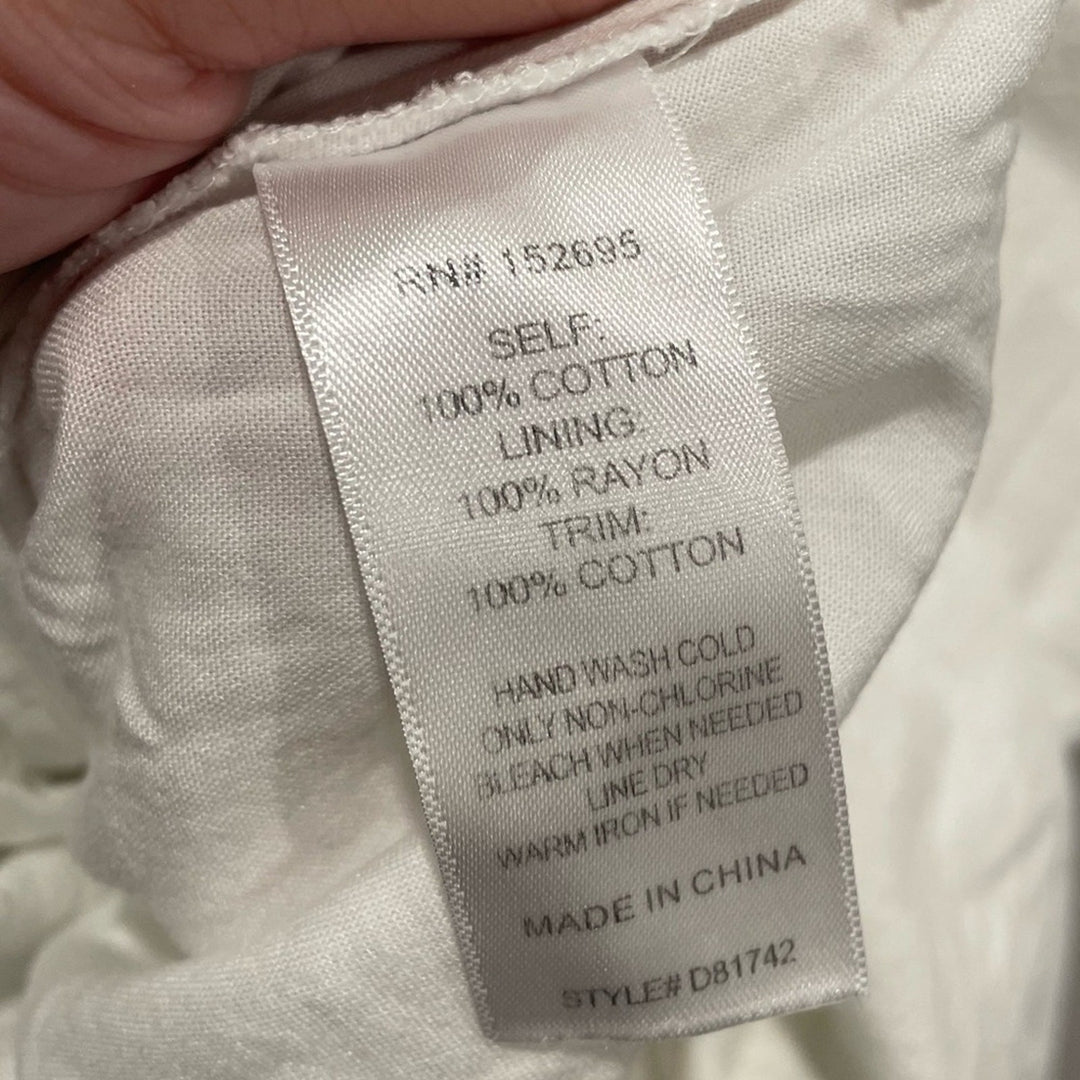 RN# 152695
SELF:
100% COTTON
LINING:
100% RAYON
TRIM:
100% COTTON
HAND WASH COLD
ONLY NON-CHLORINE
BLEACH WHEN NEEDED
LINE DRY
WARM IRON IF NEEDED
MADE IN CHINA
STYLE# D81742